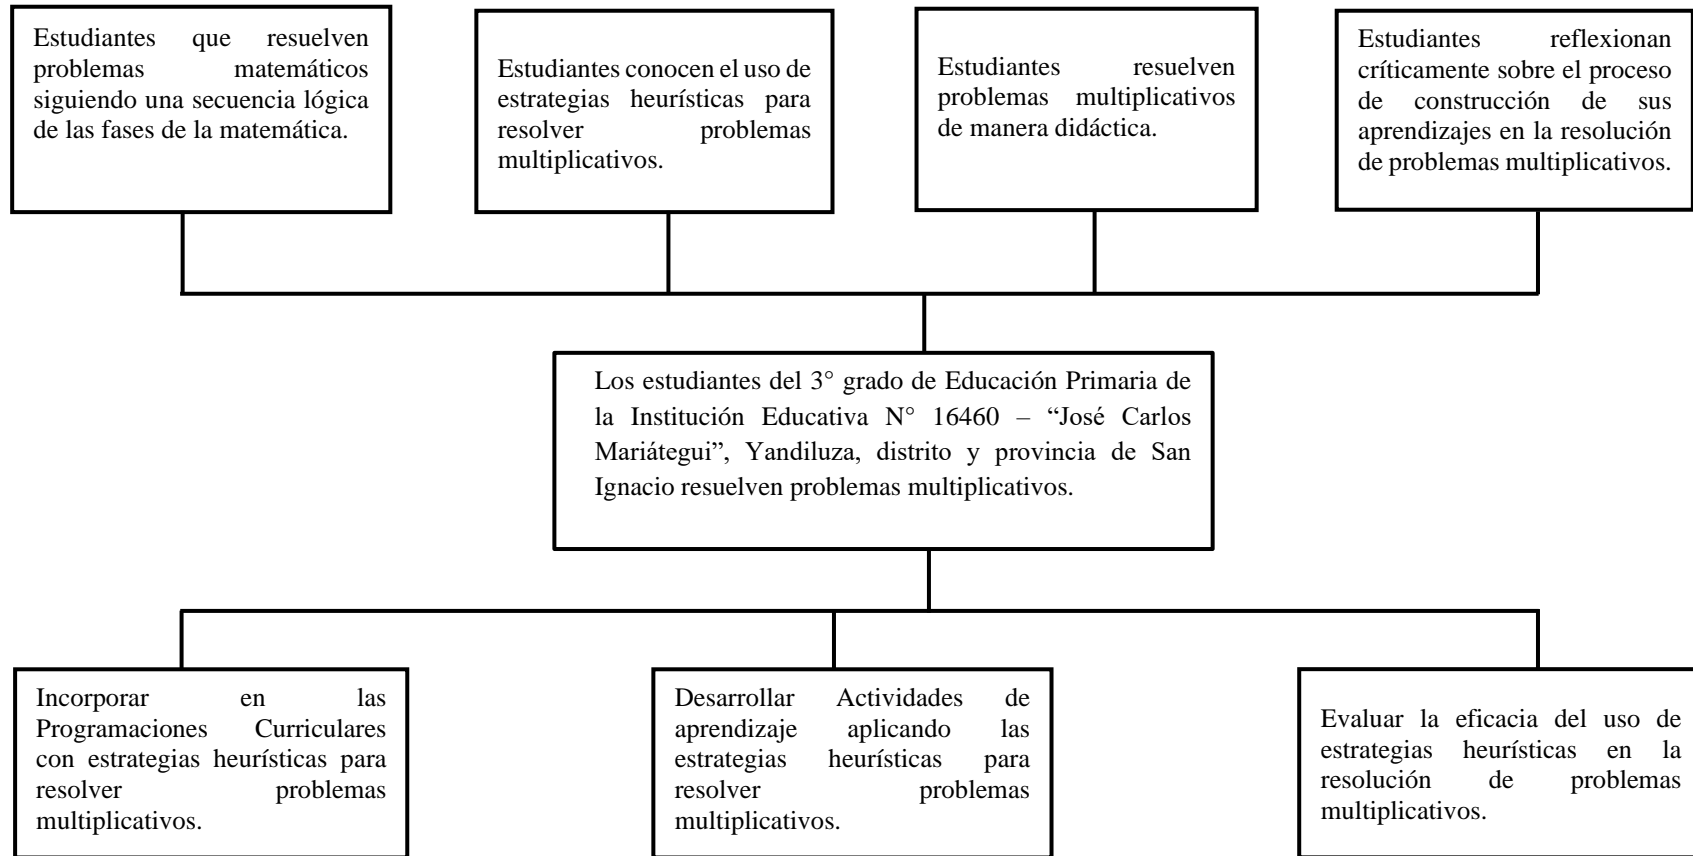 Estudiantes que resuelven
problemas matemáticos
siguiendo una secuencia lógica
de las fases de la matemática.
Estudiantes conocen el uso de
estrategias heurísticas para
resolver problemas
multiplicativos.
Estudiantes resuelven
problemas multiplicativos
de manera didáctica.
Estudiantes reflexionan
críticamente sobre el proceso
de construcción de sus
aprendizajes en la resolución
de problemas multiplicativos.
Los estudiantes del 3° grado de Educación Primaria de
la Institución Educativa N° 16460 – “José Carlos
Mariátegui”, Yandiluza, distrito y provincia de San
Ignacio resuelven problemas multiplicativos.
Incorporar en las
Programaciones Curriculares
con estrategias heurísticas para
resolver problemas
multiplicativos.
Desarrollar Actividades de
aprendizaje aplicando las
estrategias heurísticas para
resolver problemas
multiplicativos.
Evaluar la eficacia del uso de
estrategias heurísticas en la
resolución de problemas
multiplicativos.